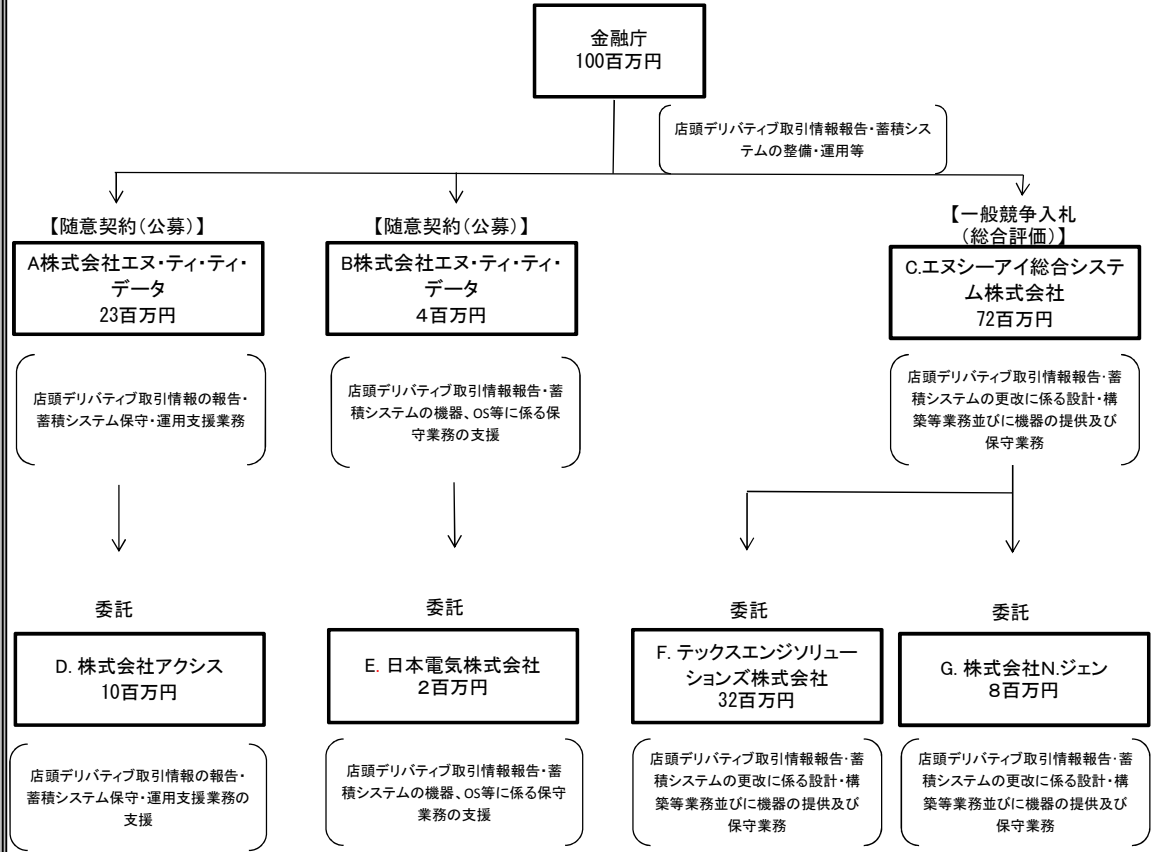 金融庁
100百万円
店頭デリバティブ取引情報報告・蓄積シス
テムの整備・運用等
【随意契約(公募)】
A株式会社エヌ・ティ・ティ・
データ
23百万円
店頭デリバティブ取引情報の報告・
蓄積システム保守・運用支援業務
【随意契約(公募)】
B株式会社エヌ・ティ・ティ・
データ
4百万円
店頭デリバティブ取引情報報告・蓄
積システムの機器、OS等に係る保
守業務の支援
【一般競争入札
(総合評価)】
C.エヌシーアイ総合システ
ム株式会社
72百万円
店頭デリバティブ取引情報報告・蓄
積システムの更改に係る設計・構
築等業務並びに機器の提供及び
保守業務
委託
D. 株式会社アクシス
10百万円
店頭デリバティブ取引情報の報告・
蓄積システム保守・運用支援業務の
支援
委託
E. 日本電気株式会社
2百万円
店頭デリバティブ取引情報報告・蓄
積システムの機器、OS等に係る保守
業務の支援
委託
F. テックスエンジソリュー
ションズ株式会社
32百万円
店頭デリバティブ取引情報報告・蓄
積システムの更改に係る設計・構
築等業務並びに機器の提供及び
保守業務
委託
G. 株式会社N.ジェン
8百万円
店頭デリバティブ取引情報報告・蓄
積システムの更改に係る設計・構
築等業務並びに機器の提供及び
保守業務